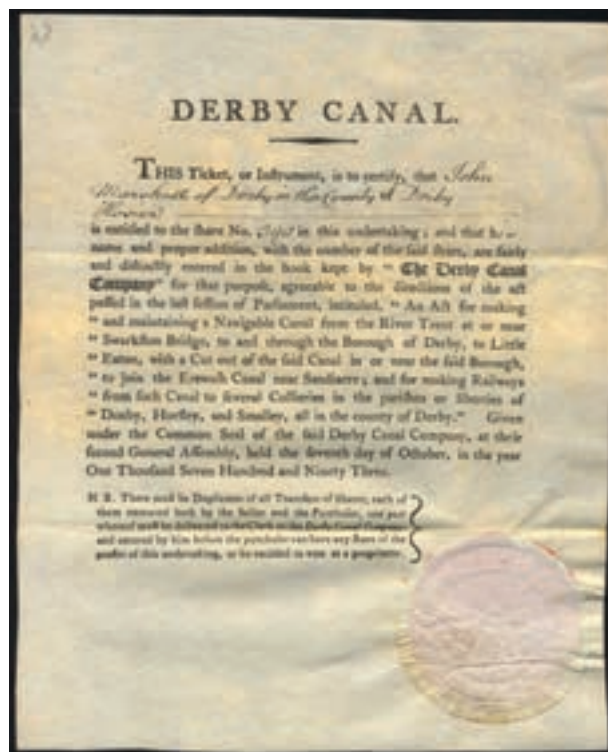 DERBY CANAL.
THIS Ticket, or Instrument, is to certify, that John
Marshall of Derby in the County of Derby
is entitled to the Share No. in this undertaking; and that his
name and proper addition, with the number of the said share, are fairly
and distinctly entered in the book kept by " The Derby Canal
Company" for that purpose, agreeable to the directions of the act
passed in the last session of Parliament, intituled, " An Act for making
" and maintaining a Navigable Canal from the River Trent at or near
" Swarkston Bridge, to and through the Borough of Derby, to Little
" Eaton, with a Cut out of the said Canal in or near the said Borough,
" to join the Erewash Canal near Sandiacre; and for making Railways
" from such Canal to several Collieries in the parishes or liberties of
" Denby, Horsley, and Smalley, all in the county of Derby." Given
under the Common Seal of the said Derby Canal Company, at their
second General Assembly, held the seventh day of October, in the year
One Thousand Seven Hundred and Ninety Three.
N B. There must be Duplicates of all Transfers of Shares, each of
them executed both by the Seller and the Purchaser, one part
whereof must be delivered to the Clerk to the Derby Canal Company
and entered by him before the purchaser can have any share of the
profits of this undertaking, or be entitled to vote as a proprietor.